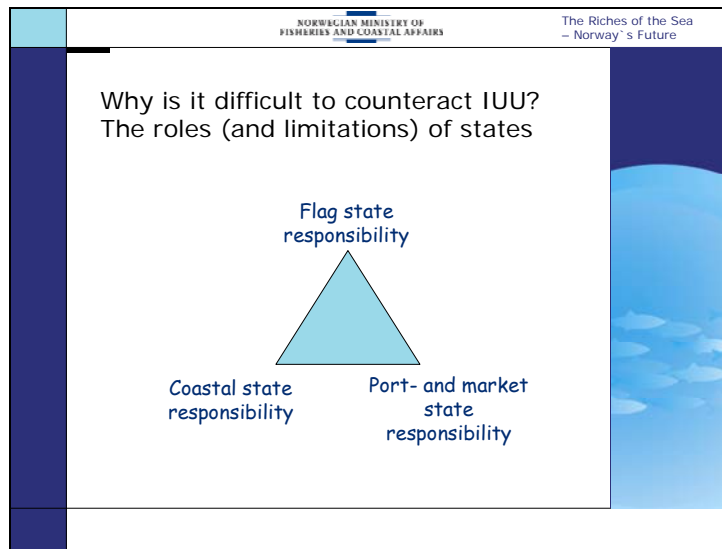 NORWEGIAN MINISTRY OF
FISHERIES AND COASTAL AFFAIRS
The Riches of the Sea
– Norway`s Future
Why is it difficult to counteract IUU?
The roles (and limitations) of states
Flag state
responsibility
Coastal state
responsibility
Port- and market
state
responsibility